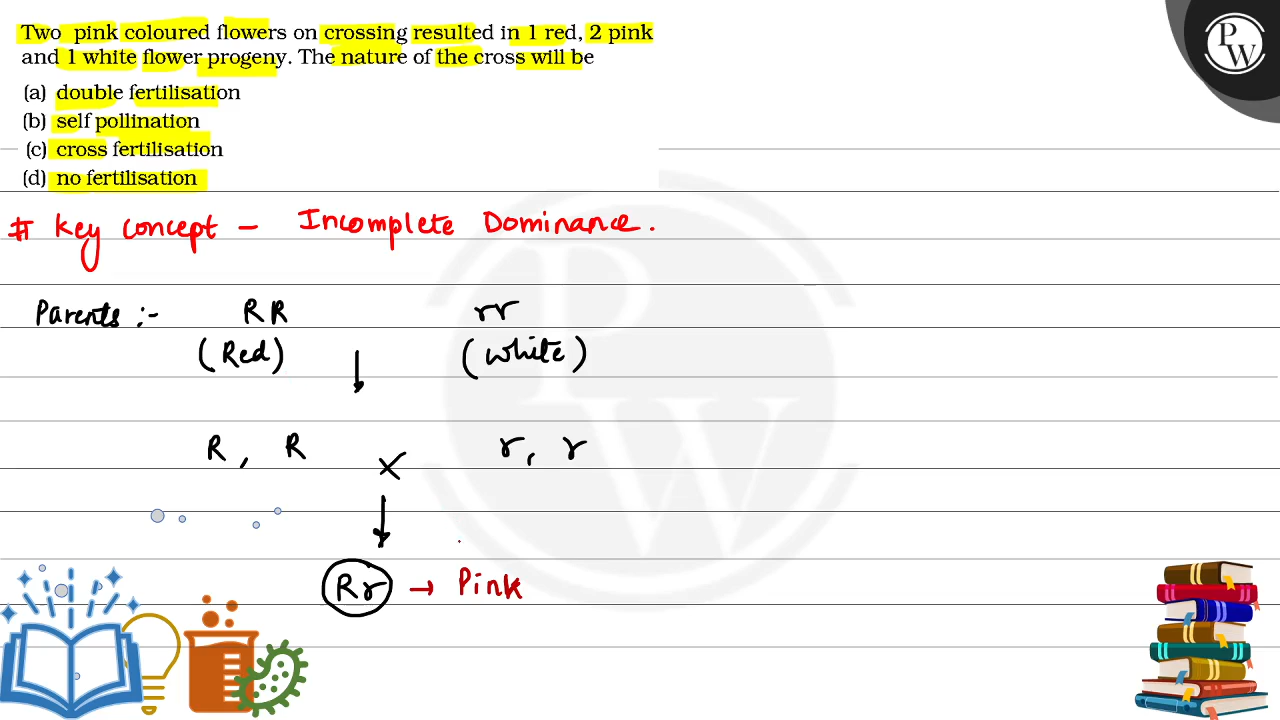 Two pink coloured flowers on crossing resulted in 1 red, 2 pink
and 1 white flower progeny. The nature of the cross will be
(a) double fertilisation
(b) self pollination
(c) cross fertilisation
(d) no fertilisation
# Key concept - Incomplete Dominance.
Parents :- RR rr
(Red) (White)
R, R × r, r
Rr → Pink
PW
PW